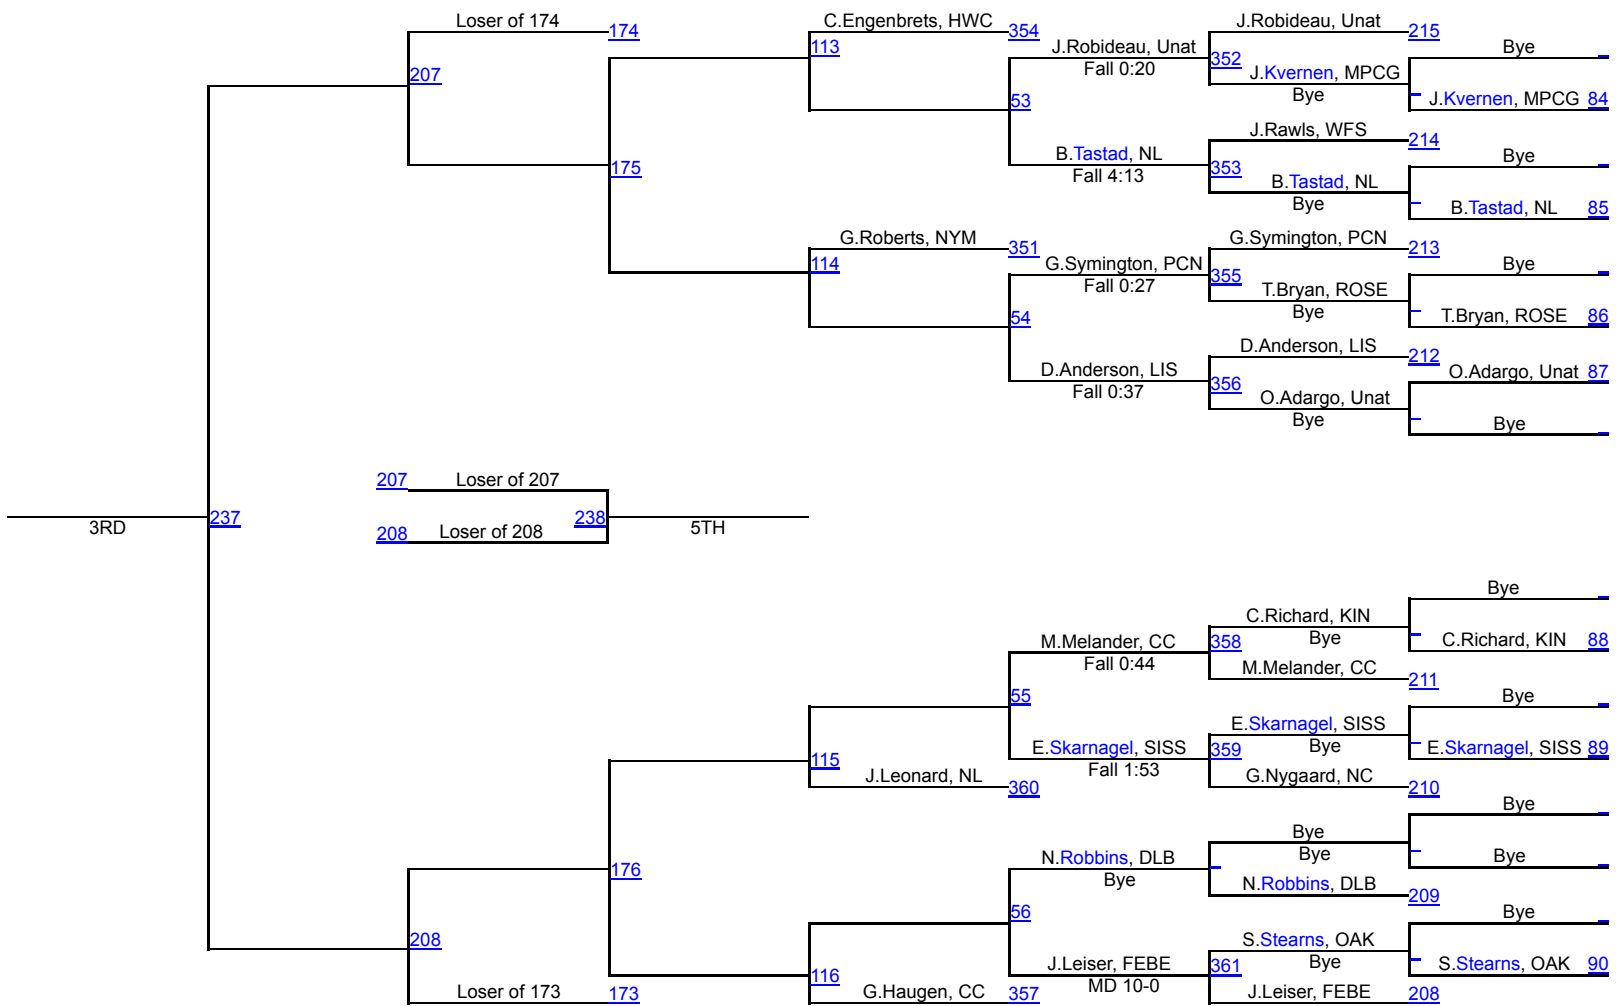 Loser of 174
174
C.Engenbrets, HWC
354
J.Robideau, Unat
215
Bye
113
J.Robideau, Unat
352
Fall 0:20
J.Kvernen, MPCG
Bye
207
53
J.Kvernen, MPCG 84
J.Rawls, WFS
214
Bye
175
B.Tastad, NL
353
Fall 4:13
B.Tastad, NL
Bye
B.Tastad, NL 85
G.Roberts, NYM
351
G.Symington, PCN
213
114
G.Symington, PCN
Bye
355
Fall 0:27
T.Bryan, ROSE
Bye
54
T.Bryan, ROSE 86
D.Anderson, LIS
212
D.Anderson, LIS
O.Adargo, Unat 87
356
Fall 0:37
O.Adargo, Unat
Bye
Bye
207
Loser of 207
237
238
3RD
5TH
208
Loser of 208
Bye
C.Richard, KIN
Bye
M.Melander, CC
358
C.Richard, KIN 88
Fall 0:44
M.Melander, CC
211
55
Bye
E.Skarnagel, SISS
Bye
E.Skarnagel, SISS
359
E.Skarnagel, SISS 89
115
Fall 1:53
J.Leonard, NL
360
G.Nygaard, NC
210
Bye
Bye
Bye
N.Robbins, DLB
Bye
176
Bye
N.Robbins, DLB
209
56
Bye
208
S.Stearns, OAK
Bye
J.Leiser, FEBE
361
S.Stearns, OAK 90
116
MD 10-0
Loser of 173
173
G.Haugen, CC
357
J.Leiser, FEBE
208